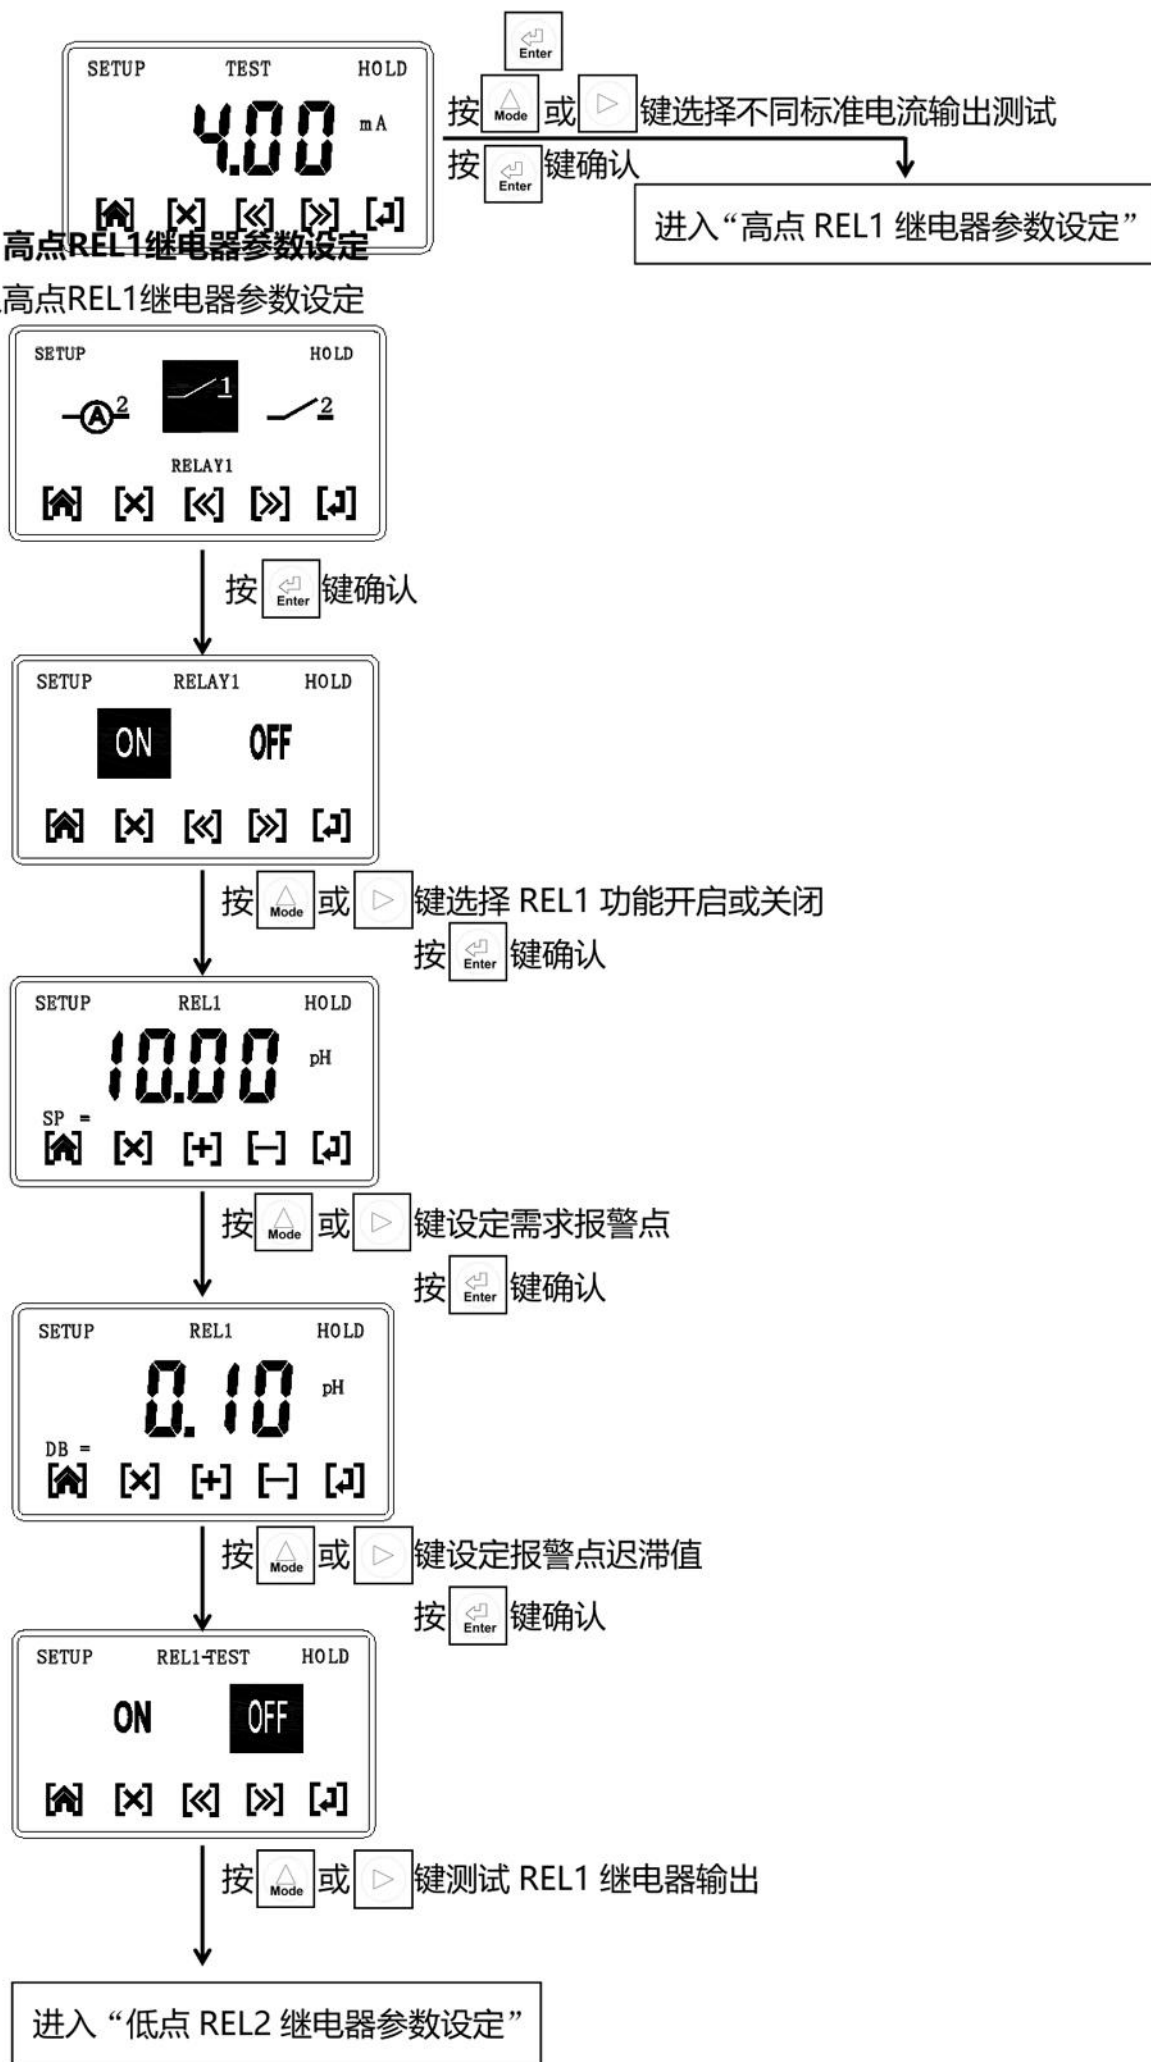 Enter
SETUP TEST HOLD
4.00 mA
按 Mode 或 键选择不同标准电流输出测试
按 Enter 键确认
进入“高点 REL1 继电器参数设定”
高点REL1继电器参数设定
高点REL1继电器参数设定
SETUP HOLD
A 2 1 2
RELAY1
按 Enter 键确认
SETUP RELAY1 HOLD
ON OFF
按 Mode 或 键选择 REL1 功能开启或关闭
按 Enter 键确认
SETUP REL1 HOLD
10.00 pH
SP =
按 Mode 或 键设定需求报警点
按 Enter 键确认
SETUP REL1 HOLD
0.10 pH
DB =
按 Mode 或 键设定报警点迟滞值
按 Enter 键确认
SETUP REL1-TEST HOLD
ON OFF
按 Mode 或 键测试 REL1 继电器输出
进入“低点 REL2 继电器参数设定”